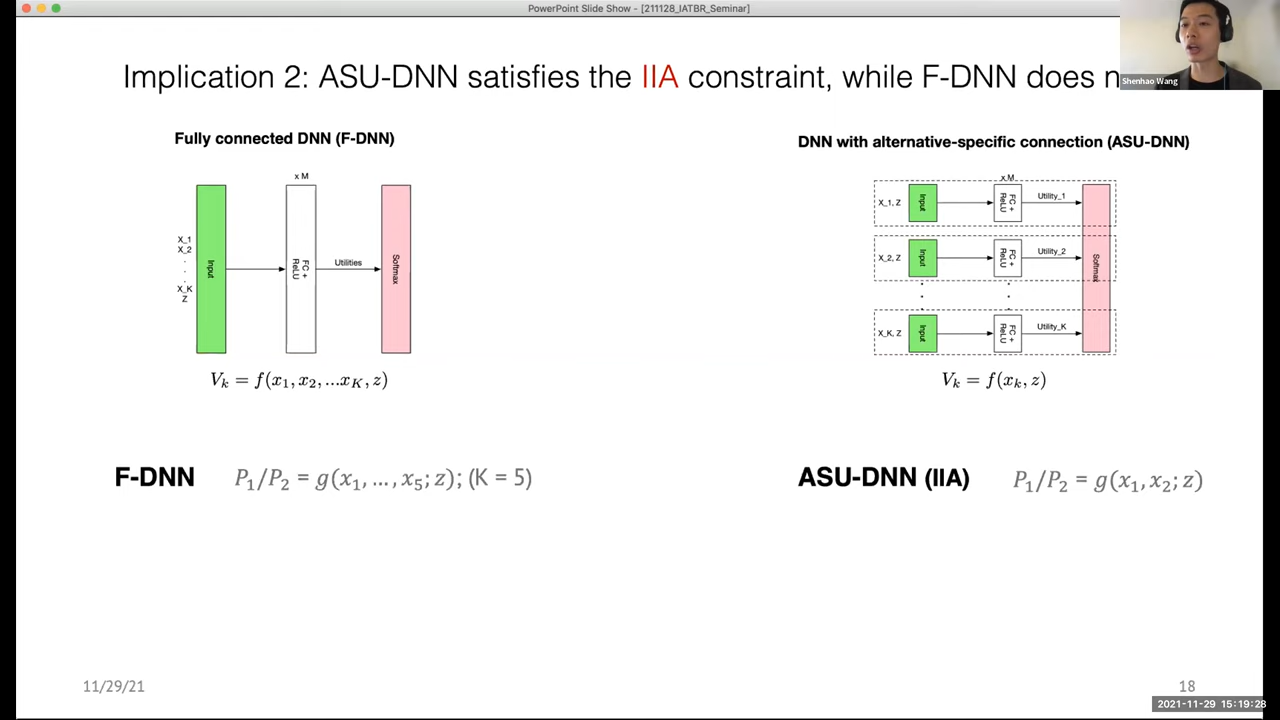 PowerPoint Slide Show - [211128_IATBR_Seminar]
Implication 2: ASU-DNN satisfies the IIA constraint, while F-DNN does n
Shenhao Wang
Fully connected DNN (F-DNN)
x M
X_1
X_2
.
.
.
X_K
Z
Input
FC +
ReLU
Utilities
Softmax
V_k = f(x_1, x_2, ...x_K, z)
DNN with alternative-specific connection (ASU-DNN)
x M
X_1, Z
Input
FC +
ReLU
Utility_1
X_2, Z
Input
FC +
ReLU
Utility_2
Softmax
X_K, Z
Input
FC +
ReLU
Utility_K
V_k = f(x_k, z)
F-DNN P_1/P_2 = g(x_1, ..., x_5; z); (K = 5)
ASU-DNN (IIA) P_1/P_2 = g(x_1, x_2; z)
11/29/21
18
2021-11-29 15:19:28